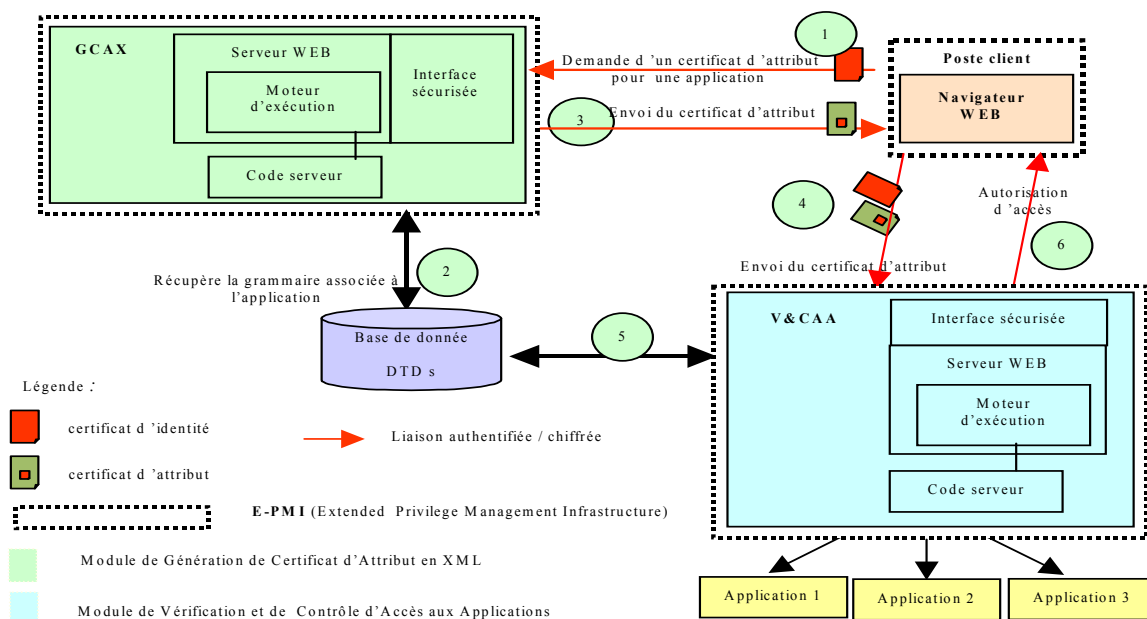 GCAX
Serveur WEB
Moteur
d'exécution
Interface
sécurisée
Code serveur
1
Demande d 'un certificat d 'attribut
pour une application
3
Envoi du certificat d'attribut
Poste client
Navigateur
WEB
4
Autorisation
d 'accès
6
Envoi du certificat d'attribut
2
Récupère la grammaire associée à
l'application
Base de donnée
DTD s
5
V&CAA
Interface sécurisée
Serveur WEB
Moteur
d'exécution
Code serveur
Légende :
certificat d 'identité
Liaison authentifiée / chiffrée
certificat d 'attribut
E-PMI (Extended Privilege Management Infrastructure)
Module de Génération de Certificat d'Attribut en XML
Module de Vérification et de Contrôle d'Accès aux Applications
Application 1
Application 2
Application 3